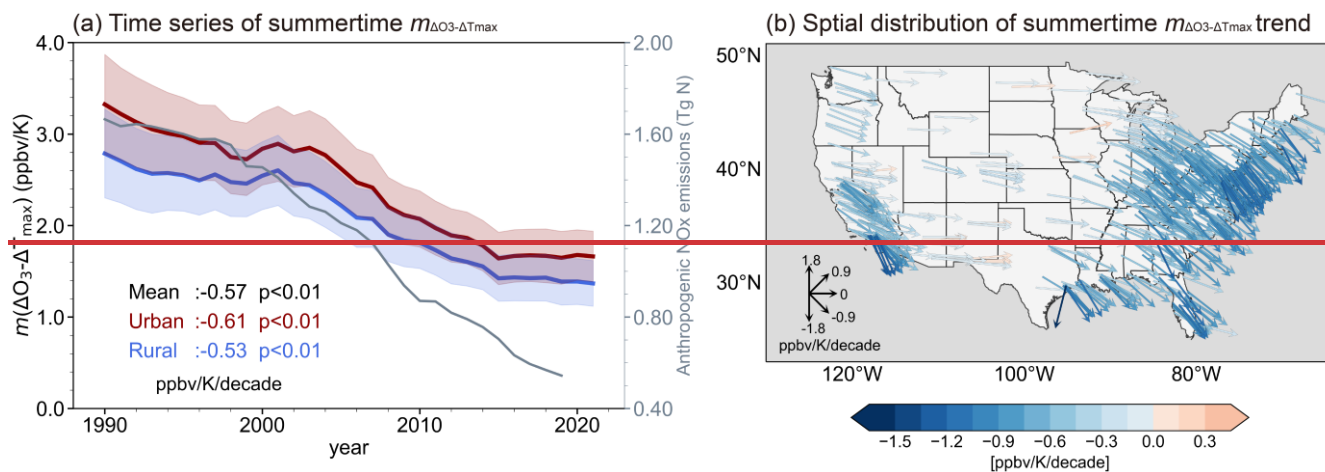 (a) Time series of summertime mΔO3-ΔTmax
(b) Sptial distribution of summertime mΔO3-ΔTmax trend
m(ΔO3-ΔTmax) (ppbv/K)
4.0
3.0
2.0
1.0
0.0
Mean :-0.57 p<0.01
Urban :-0.61 p<0.01
Rural :-0.53 p<0.01
ppbv/K/decade
1990
2000
2010
2020
year
2.00
1.60
1.20
0.80
0.40
Anthropogenic NOx emissions (Tg N)
50°N
40°N
30°N
1.8
0.9
0
-0.9
-1.8
ppbv/K/decade
120°W
100°W
80°W
−1.5 −1.2 −0.9 −0.6 −0.3 0.0 0.3
[ppbv/K/decade]